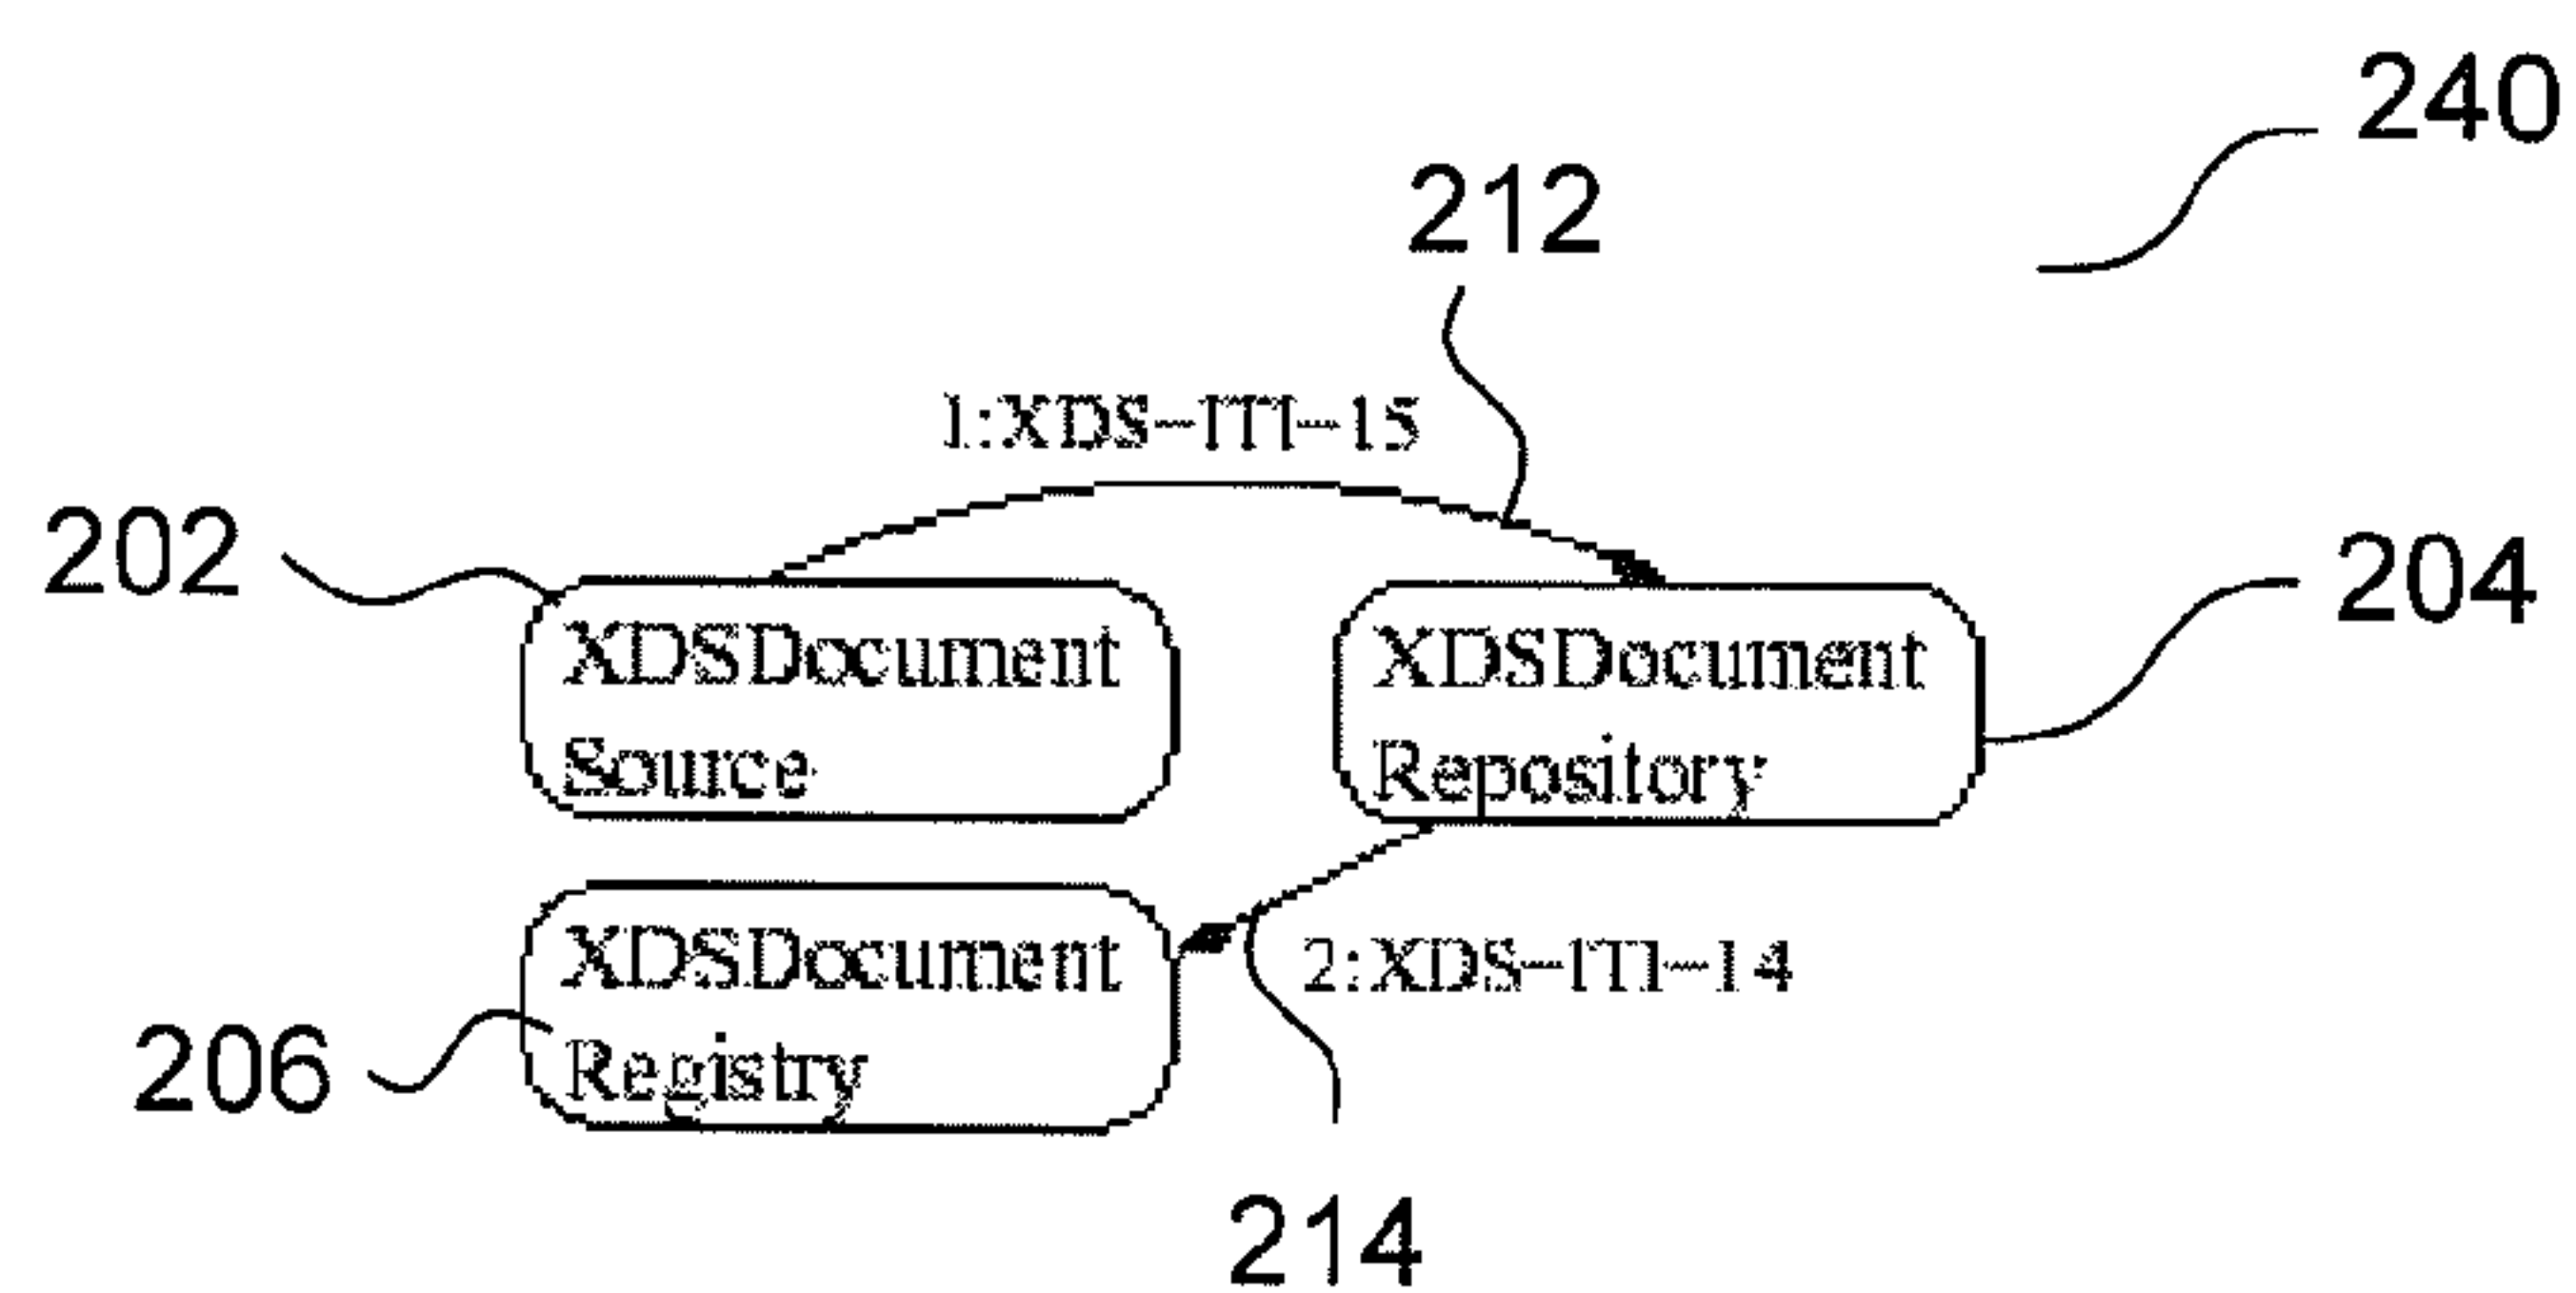 240
212
1:XDS-ITI-15
202
204
XDSDocument
Source
XDSDocument
Repository
XDSDocument
Registry
2:XDS-ITI-14
206
214